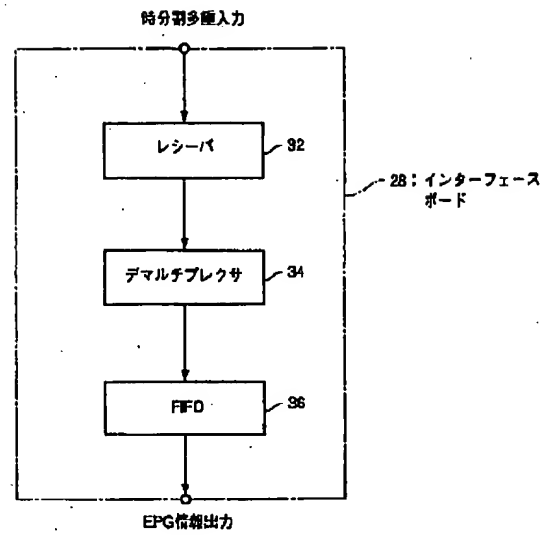 時分割多重入力
レシーバ
32
28：インターフェース
ボード
デマルチプレクサ
34
FIFO
36
EPG情報出力